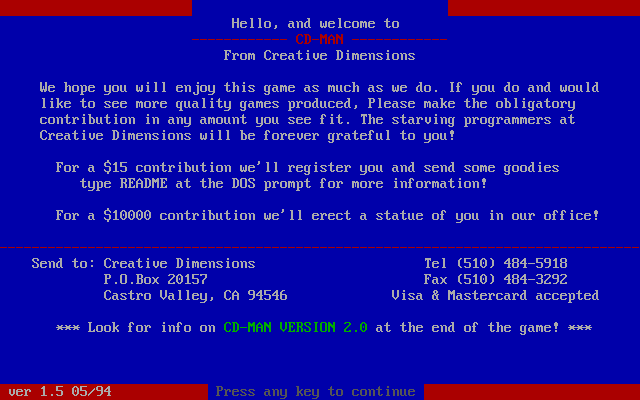 Hello, and welcome to
CD-MAN
From Creative Dimensions
We hope you will enjoy this game as much as we do. If you do and would
like to see more quality games produced, Please make the obligatory
contribution in any amount you see fit. The starving programmers at
Creative Dimensions will be forever grateful to you!
For a $15 contribution we'll register you and send some goodies
type README at the DOS prompt for more information!
For a $10000 contribution we'll erect a statue of you in our office!
Send to: Creative Dimensions Tel (510) 484-5918
P.O.Box 20157 Fax (510) 484-3292
Castro Valley, CA 94546 Visa & Mastercard accepted
*** Look for info on CD-MAN VERSION 2.0 at the end of the game! ***
ver 1.5 05/94 Press any key to continue